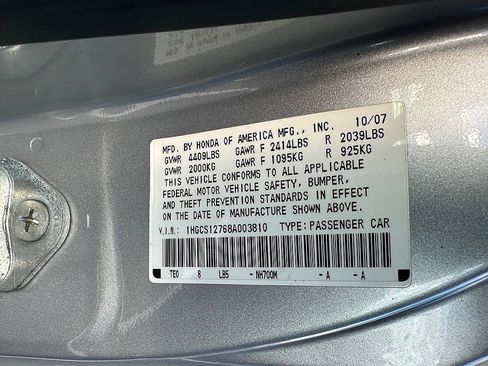 MFD. BY HONDA OF AMERICA MFG., INC. 10/07
GVWR 4409LBS GAWR F 2414LBS R 2039LBS
GVWR 2000KG GAWR F 1095KG R 925KG
THIS VEHICLE CONFORMS TO ALL APPLICABLE
FEDERAL MOTOR VEHICLE SAFETY, BUMPER,
AND THEFT PREVENTION STANDARDS IN EFFECT
ON THE DATE OF MANUFACTURE SHOWN ABOVE.
V.I.N.: 1HGCS12768A003810 TYPE: PASSENGER CAR
TE0 8 LB5 - NH700M -A -A